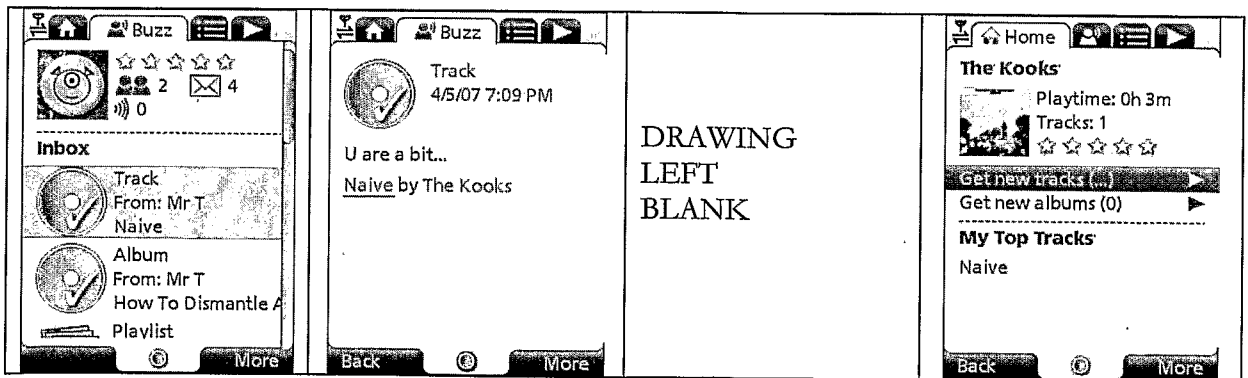 Buzz
2 4
0
Inbox
Track
From: Mr T
Naive
Album
From: Mr T
How To Dismantle A
Playlist
More
Buzz
Track
4/5/07 7:09 PM
U are a bit...
Naive by The Kooks
Back More
DRAWING
LEFT
BLANK
Home
The Kooks
Playtime: 0h 3m
Tracks: 1
Get new tracks (...)
Get new albums (0)
My Top Tracks
Naive
Back More